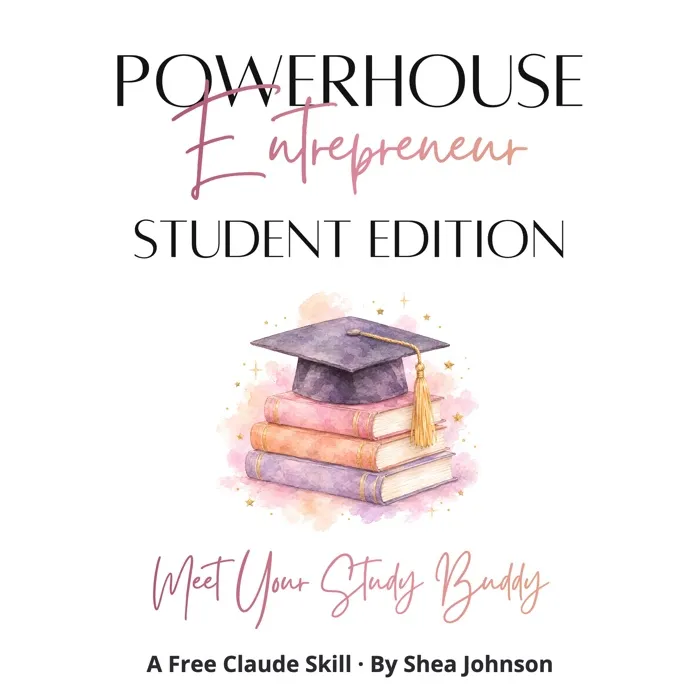 POWERHOUSE
Entrepreneur
STUDENT EDITION
Meet Your Study Buddy
A Free Claude Skill · By Shea Johnson